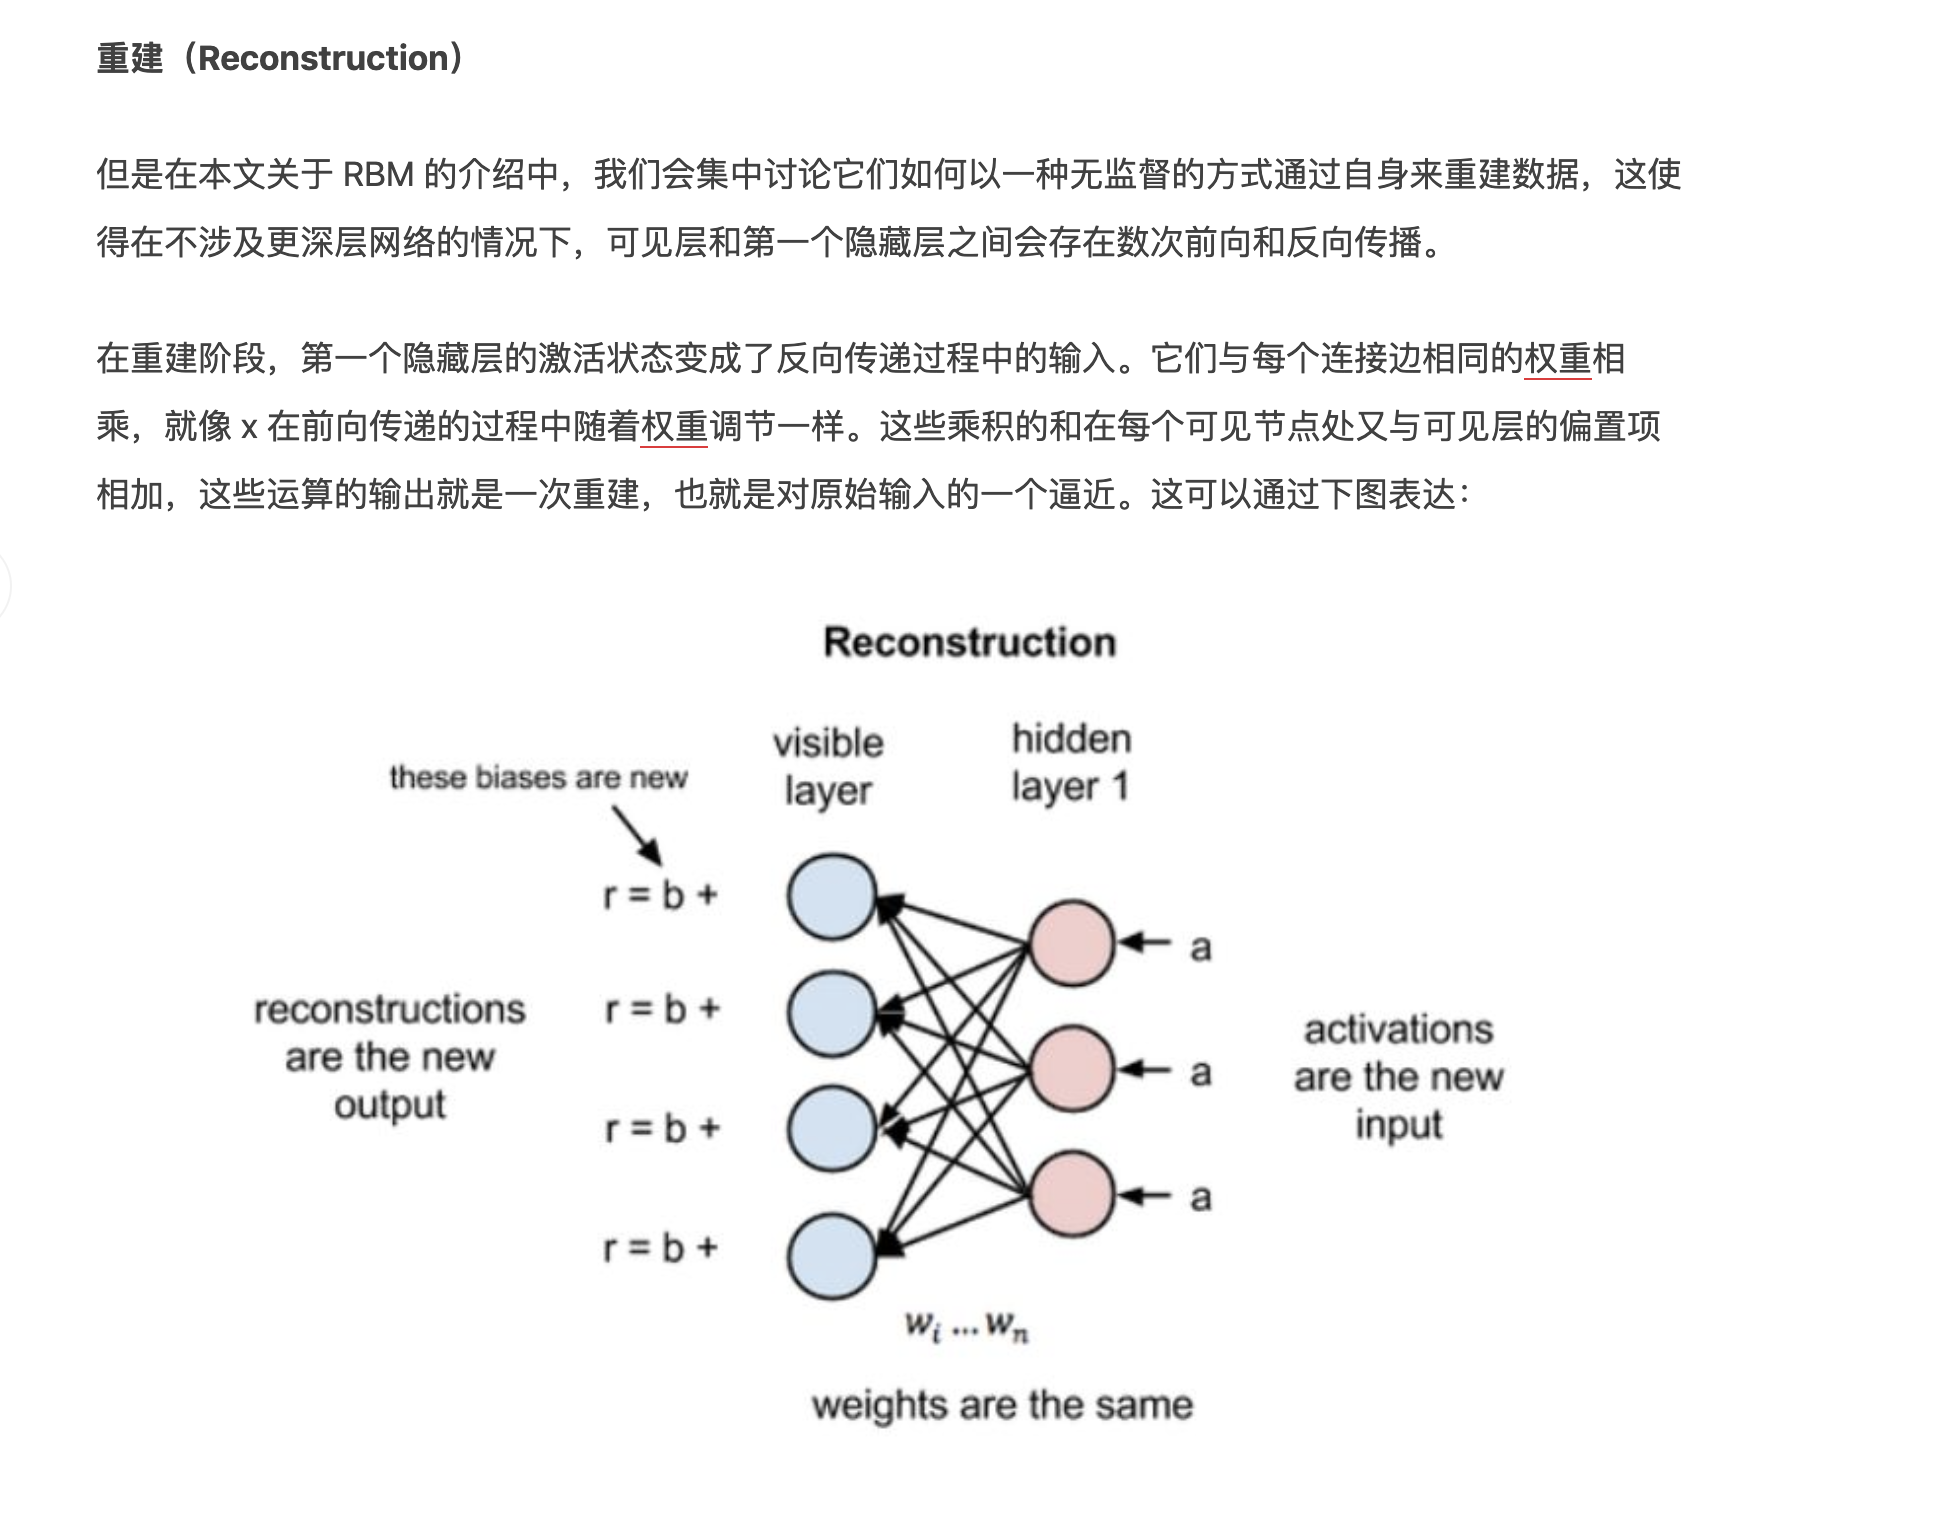 重建（Reconstruction）
但是在本文关于 RBM 的介绍中，我们会集中讨论它们如何以一种无监督的方式通过自身来重建数据，这使
得在不涉及更深层网络的情况下，可见层和第一个隐藏层之间会存在数次前向和反向传播。
在重建阶段，第一个隐藏层的激活状态变成了反向传递过程中的输入。它们与每个连接边相同的权重相
乘，就像 x 在前向传递的过程中随着权重调节一样。这些乘积的和在每个可见节点处又与可见层的偏置项
相加，这些运算的输出就是一次重建，也就是对原始输入的一个逼近。这可以通过下图表达：
Reconstruction
visible
layer
hidden
layer 1
these biases are new
r = b +
a
reconstructions
are the new
output
r = b +
r = b +
r = b +
a
a
activations
are the new
input
wᵢ ... wₙ
weights are the same